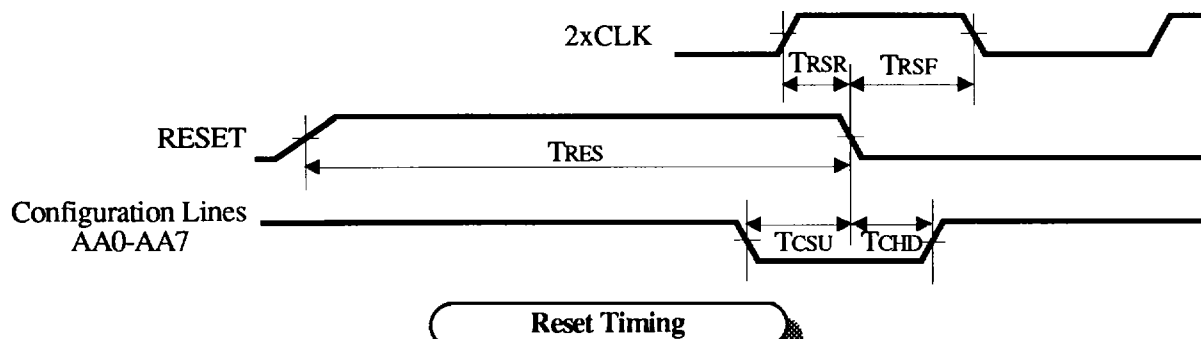 2xCLK
TRSR
TRSF
RESET
TRES
Configuration Lines
AA0-AA7
TCSU
TCHD
Reset Timing